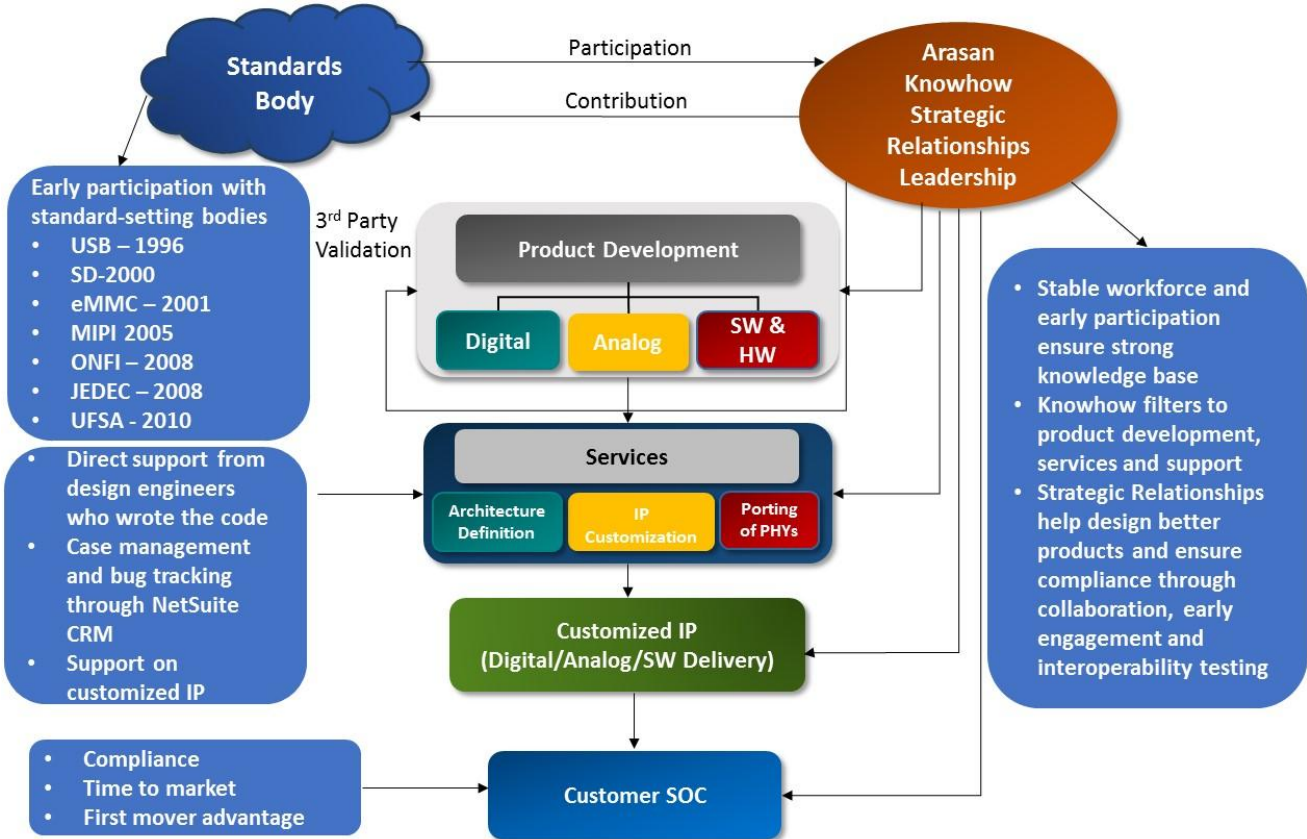 Standards
Body
Participation
Contribution
Arasan
Knowhow
Strategic
Relationships
Leadership
Early participation with
standard-setting bodies
• USB – 1996
• SD-2000
• eMMC – 2001
• MIPI 2005
• ONFI – 2008
• JEDEC – 2008
• UFSA - 2010
3rd Party
Validation
Product Development
Digital
Analog
SW &
HW
• Stable workforce and
early participation
ensure strong
knowledge base
• Knowhow filters to
product development,
services and support
• Strategic Relationships
help design better
products and ensure
compliance through
collaboration, early
engagement and
interoperability testing
• Direct support from
design engineers
who wrote the code
• Case management
and bug tracking
through NetSuite
CRM
• Support on
customized IP
Services
Architecture
Definition
IP
Customization
Porting
of PHYs
Customized IP
(Digital/Analog/SW Delivery)
• Compliance
• Time to market
• First mover advantage
Customer SOC